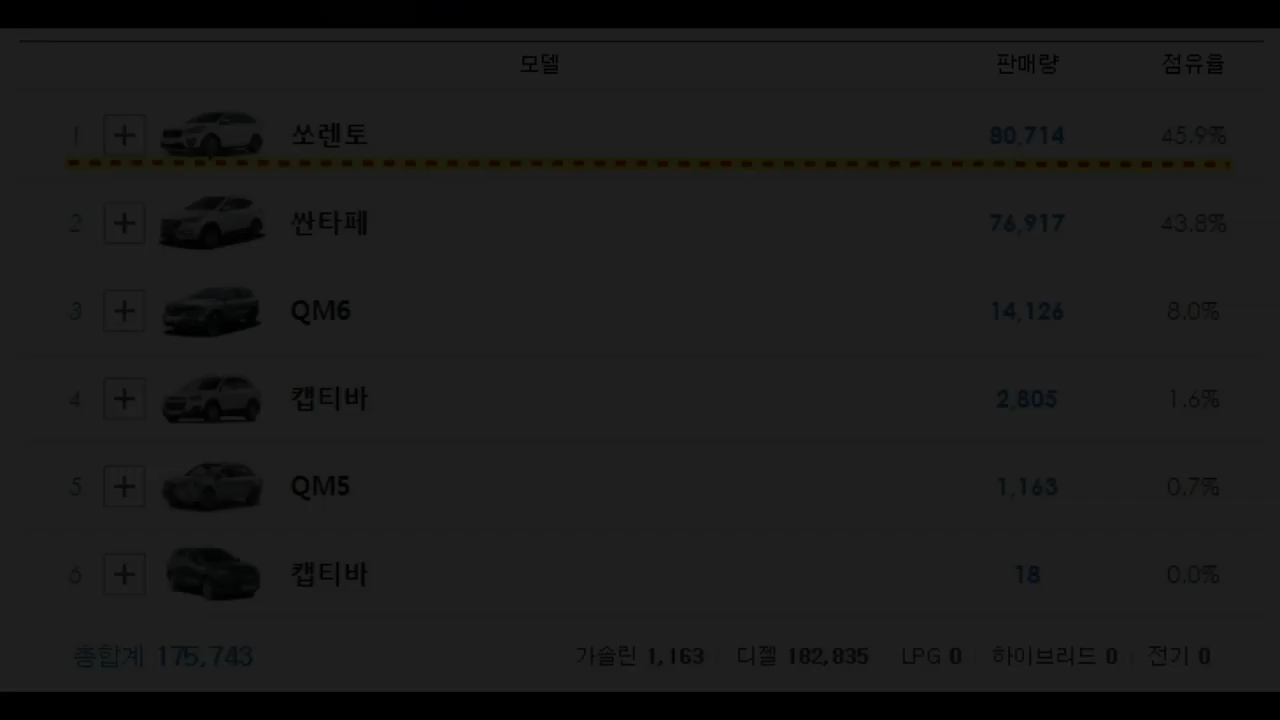 모델 판매량 점유율
1 쏘렌토 80,714 45.9%
2 싼타페 76,917 43.8%
3 QM6 14,126 8.0%
4 캡티바 2,805 1.6%
5 QM5 1,163 0.7%
6 캡티바 18 0.0%
총합계 175,743 가솔린 1,163 디젤 182,835 LPG 0 하이브리드 0 전기 0